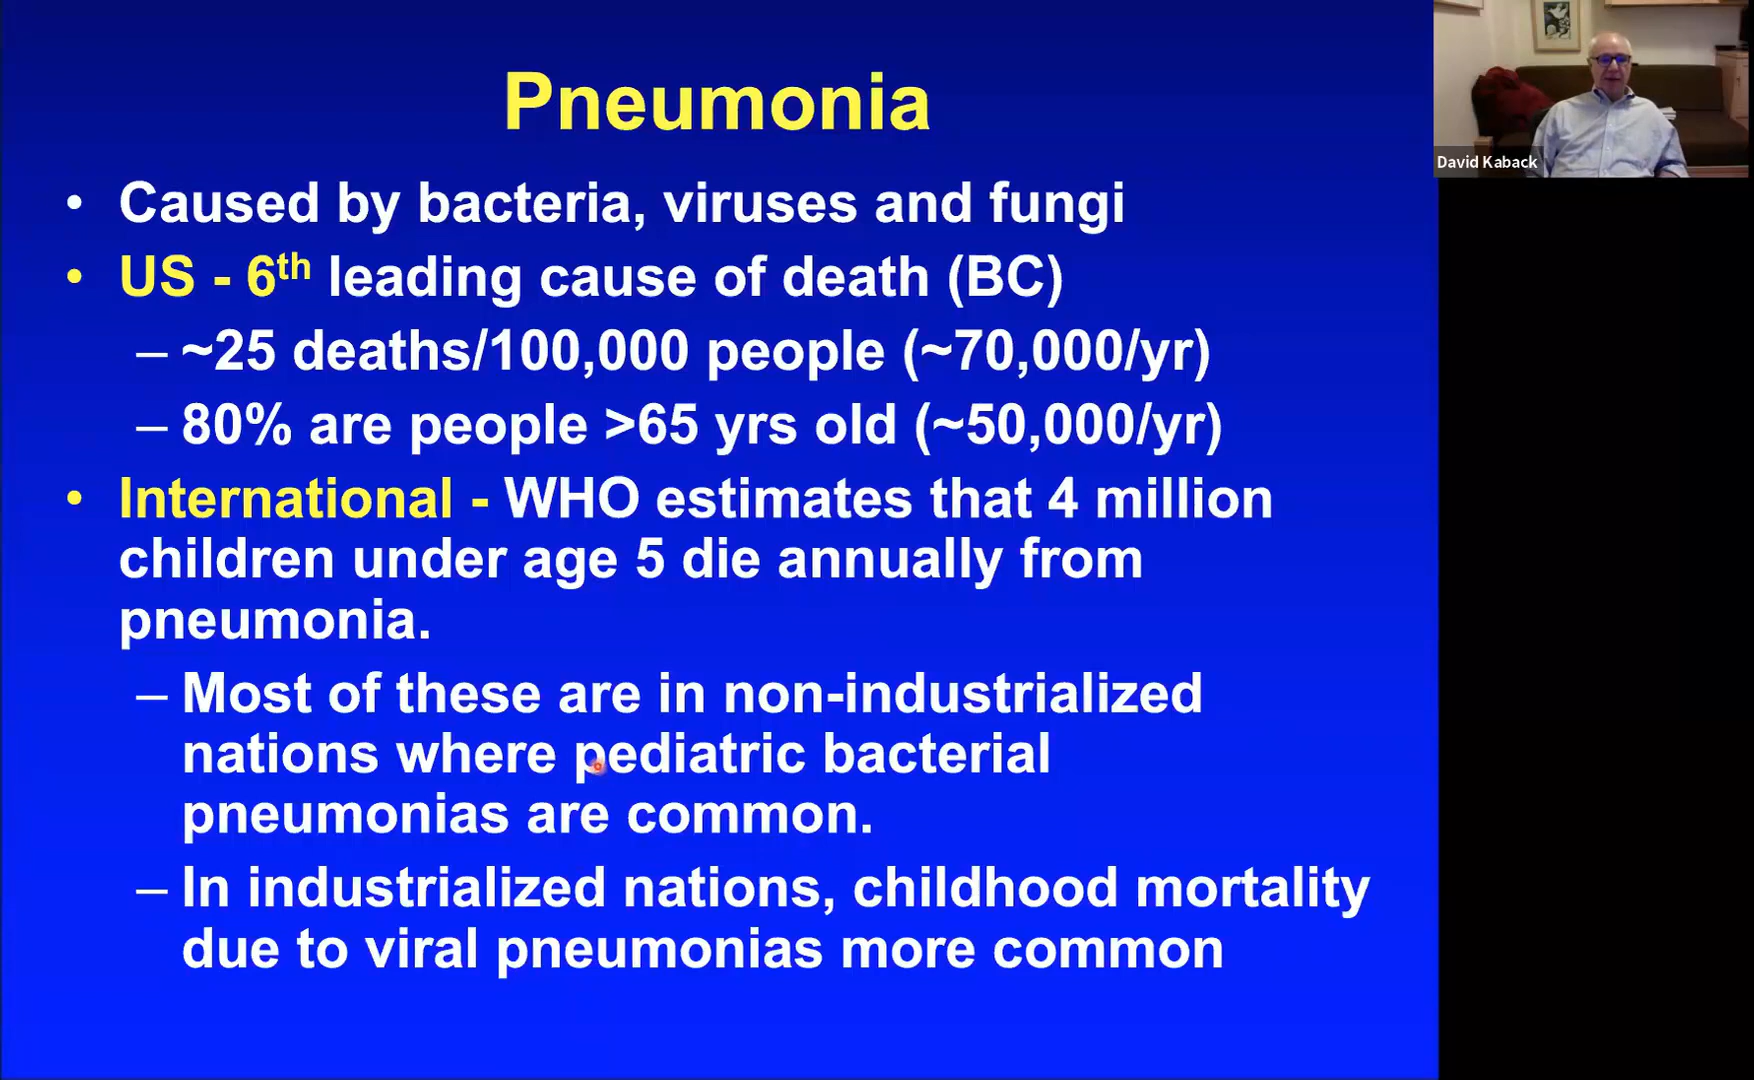 Pneumonia
• Caused by bacteria, viruses and fungi
• US - 6th leading cause of death (BC)
– ~25 deaths/100,000 people (~70,000/yr)
– 80% are people >65 yrs old (~50,000/yr)
• International - WHO estimates that 4 million
children under age 5 die annually from
pneumonia.
– Most of these are in non-industrialized
nations where pediatric bacterial
pneumonias are common.
– In industrialized nations, childhood mortality
due to viral pneumonias more common
David Kaback